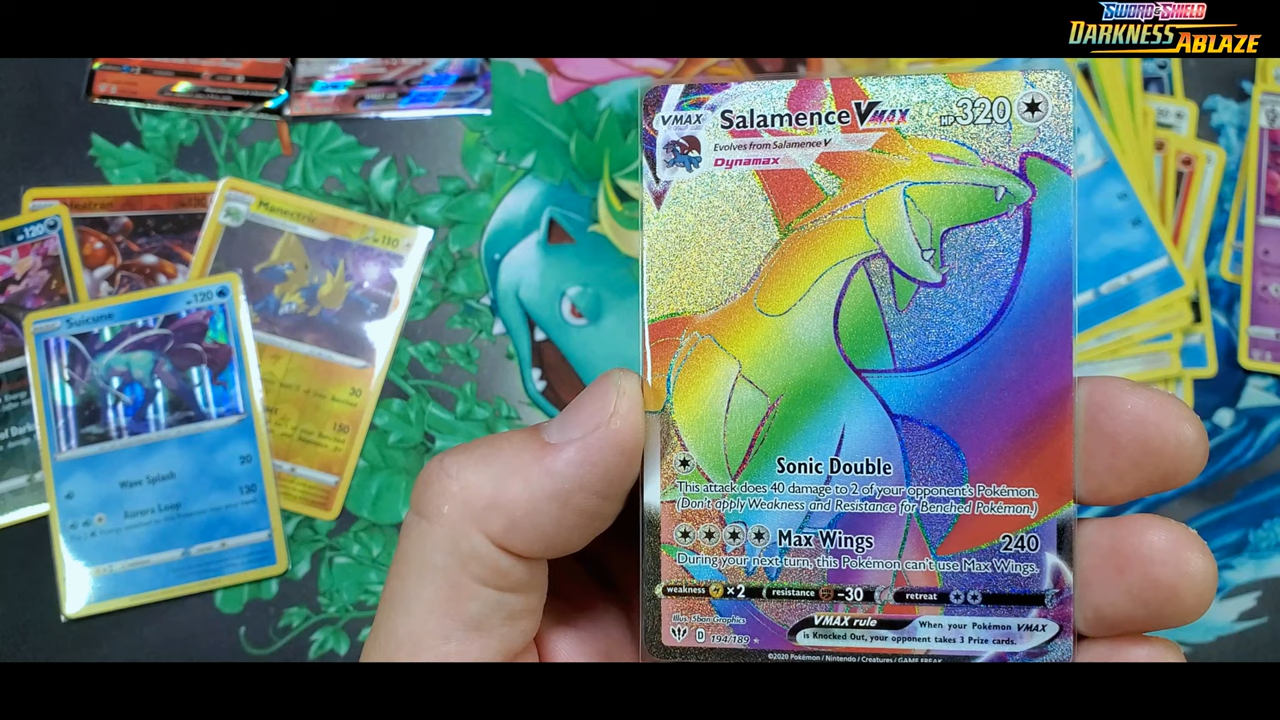 SWORD & SHIELD
DARKNESS
ABLAZE
VMAX
Salamence VMAX
HP 320
Evolves from Salamence V
Dynamax
Sonic Double
This attack does 40 damage to 2 of your opponent's Pokémon.
(Don't apply Weakness and Resistance for Benched Pokémon.)
Max Wings 240
During your next turn, this Pokémon can't use Max Wings.
weakness ×2 resistance -30 retreat
Illus. 5ban Graphics
D 194/189
VMAX rule When your Pokémon VMAX
is Knocked Out, your opponent takes 3 Prize cards.
©2020 Pokémon / Nintendo / Creatures / GAME FREAK
Manectric
110
30
150
120
Suicune
120
Wave Splash 20
Aurora Loop 130